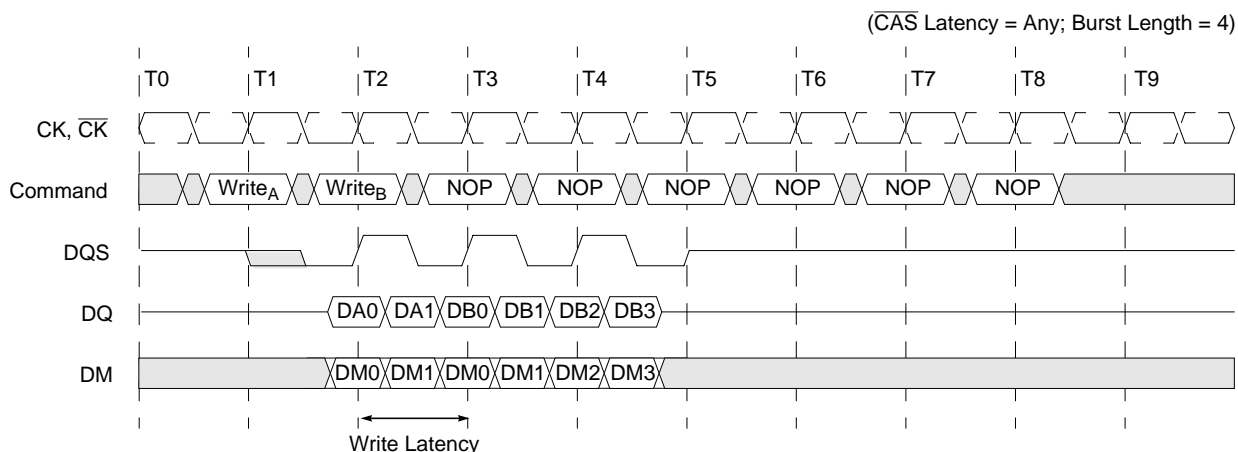 (CAS Latency = Any; Burst Length = 4)
T0 T1 T2 T3 T4 T5 T6 T7 T8 T9
CK, CK
Command WriteA WriteB NOP NOP NOP NOP NOP NOP
DQS
DQ DA0 DA1 DB0 DB1 DB2 DB3
DM DM0 DM1 DM0 DM1 DM2 DM3
Write Latency